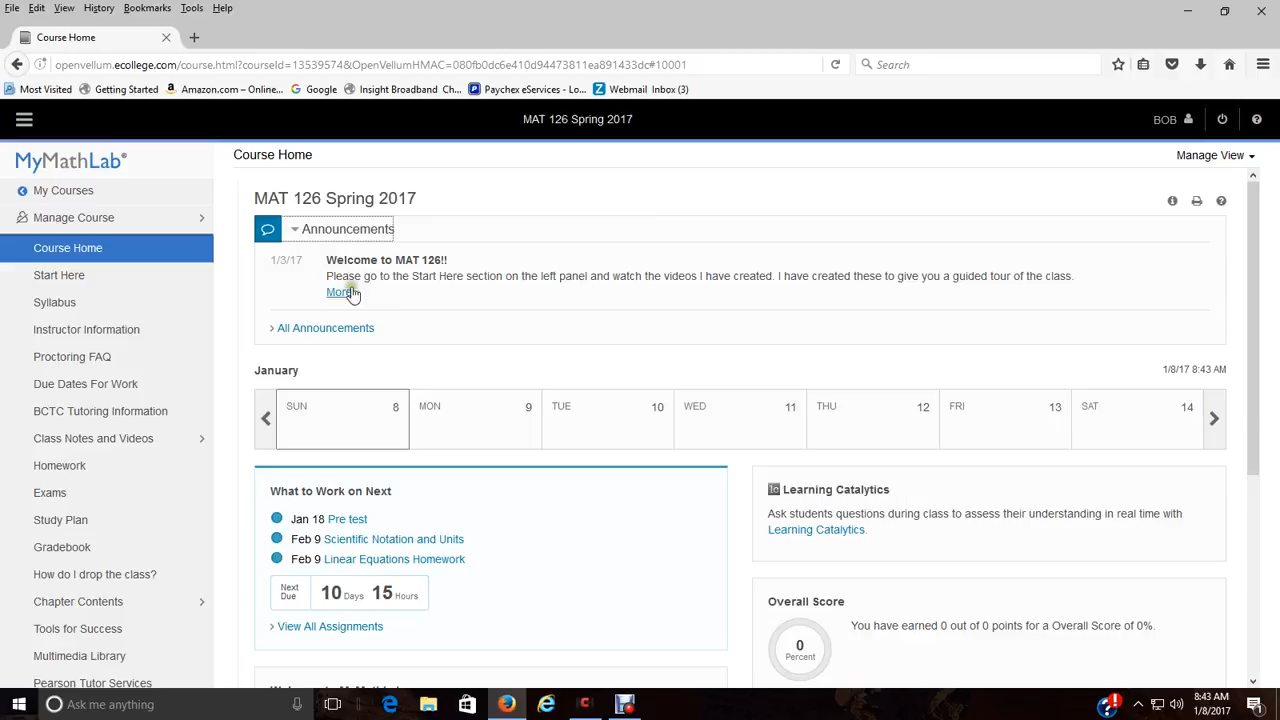 File Edit View History Bookmarks Tools Help
Course Home
openvellum.ecollege.com/course.html?courseId=13539574&OpenVellumHMAC=080fb0dc6e410d94473811ea891433dc#10001
Search
Most Visited Getting Started Amazon.com – Online... Google Insight Broadband Ch... Paychex eServices - Lo... Webmail Inbox (3)
MAT 126 Spring 2017
BOB
MyMathLab®
My Courses
Manage Course
Course Home
Start Here
Syllabus
Instructor Information
Proctoring FAQ
Due Dates For Work
BCTC Tutoring Information
Class Notes and Videos
Homework
Exams
Study Plan
Gradebook
How do I drop the class?
Chapter Contents
Tools for Success
Multimedia Library
Pearson Tutor Services
Course Home
Manage View
MAT 126 Spring 2017
Announcements
1/3/17 Welcome to MAT 126!!
Please go to the Start Here section on the left panel and watch the videos I have created. I have created these to give you a guided tour of the class.
More
All Announcements
January 1/8/17 8:43 AM
SUN 8 MON 9 TUE 10 WED 11 THU 12 FRI 13 SAT 14
What to Work on Next
Jan 18 Pre test
Feb 9 Scientific Notation and Units
Feb 9 Linear Equations Homework
Next Due 10 Days 15 Hours
View All Assignments
Learning Catalytics
Ask students questions during class to assess their understanding in real time with
Learning Catalytics.
Overall Score
You have earned 0 out of 0 points for a Overall Score of 0%.
0
Percent
Ask me anything
8:43 AM
1/8/2017